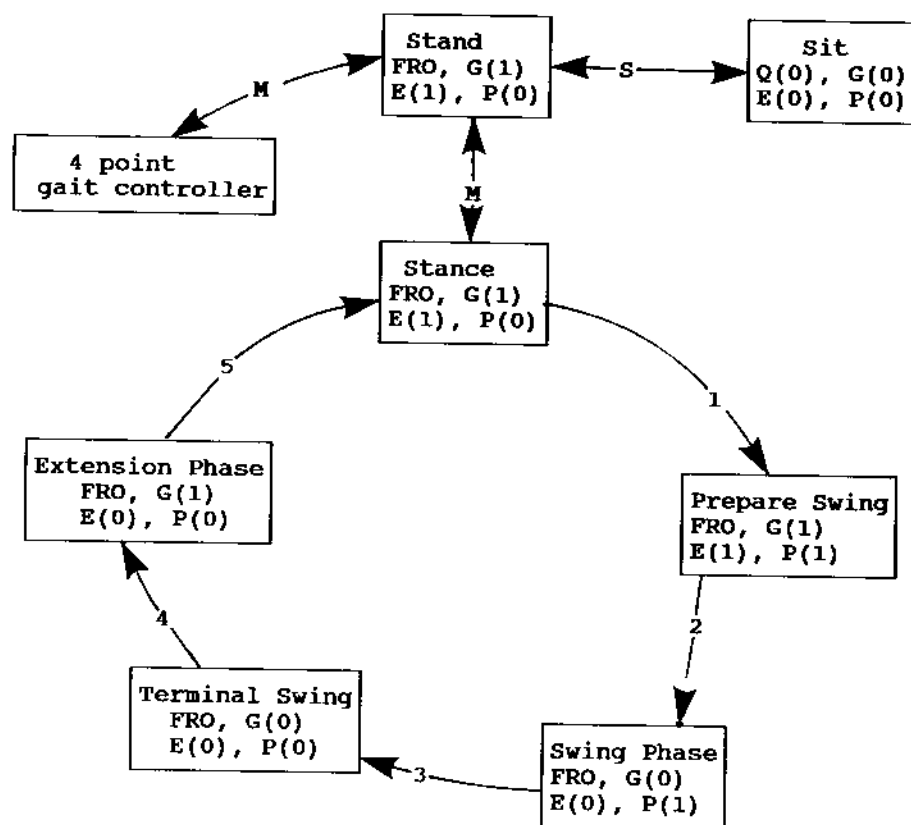 Stand
FRO, G(1)
E(1), P(0)
S
Sit
Q(0), G(0)
E(0), P(0)
M
4 point
gait controller
M
Stance
FRO, G(1)
E(1), P(0)
5
1
Extension Phase
FRO, G(1)
E(0), P(0)
Prepare Swing
FRO, G(1)
E(1), P(1)
4
2
Terminal Swing
FRO, G(0)
E(0), P(0)
3
Swing Phase
FRO, G(0)
E(0), P(1)